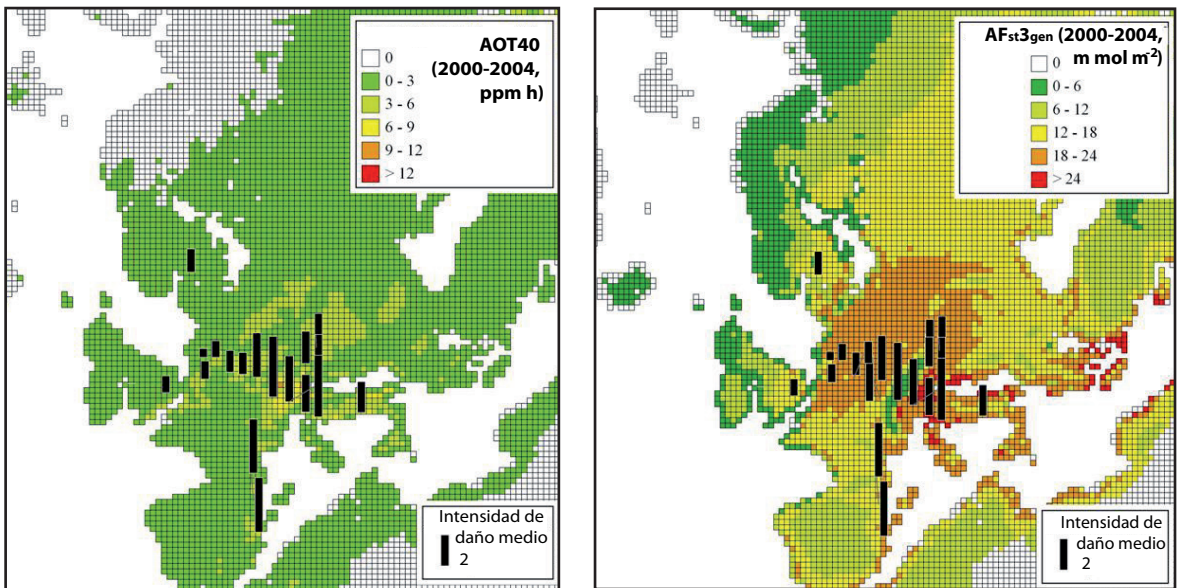 AOT40
(2000-2004,
ppm h)
0
0 - 3
3 - 6
6 - 9
9 - 12
> 12
Intensidad de
daño medio
2
AFst3gen (2000-2004,
m mol m-2)
0
0 - 6
6 - 12
12 - 18
18 - 24
> 24
Intensidad de
daño medio
2